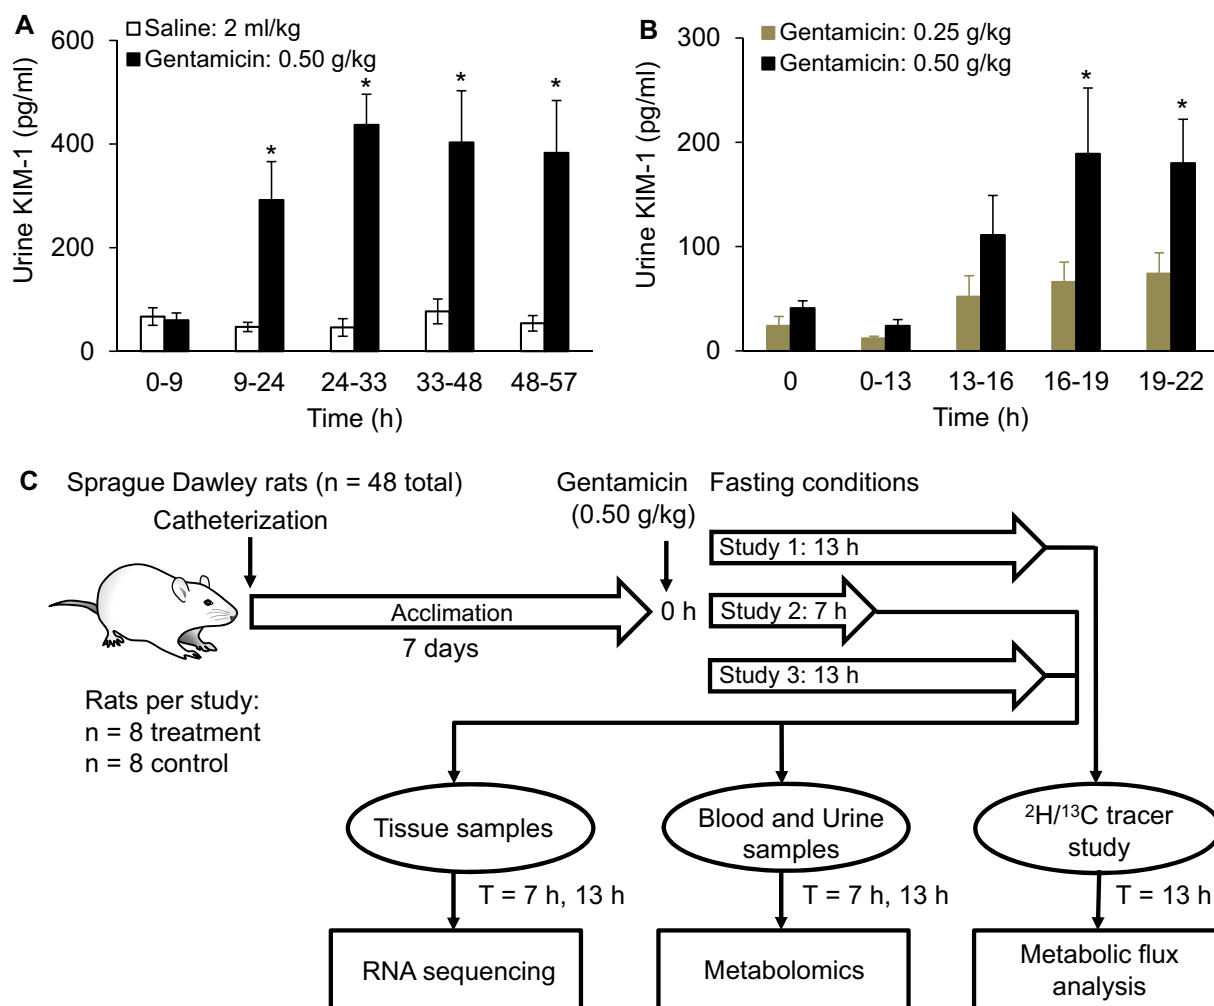 A
Saline: 2 ml/kg
Gentamicin: 0.50 g/kg
Urine KIM-1 (pg/ml)
600
400
200
0
* * * *
0-9 9-24 24-33 33-48 48-57
Time (h)
B
Gentamicin: 0.25 g/kg
Gentamicin: 0.50 g/kg
Urine KIM-1 (pg/ml)
300
200
100
0
* *
0 0-13 13-16 16-19 19-22
Time (h)
C Sprague Dawley rats (n = 48 total)
Catheterization
Gentamicin
(0.50 g/kg)
Fasting conditions
Acclimation
7 days
0 h
Study 1: 13 h
Study 2: 7 h
Study 3: 13 h
Rats per study:
n = 8 treatment
n = 8 control
Tissue samples
Blood and Urine
samples
²H/¹³C tracer
study
T = 7 h, 13 h
T = 7 h, 13 h
T = 13 h
RNA sequencing
Metabolomics
Metabolic flux
analysis